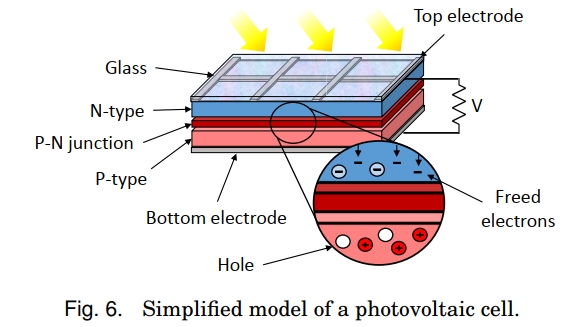 Top electrode
Glass
N-type
V
P-N junction
P-type
Freed
electrons
Bottom electrode
Hole
Fig. 6. Simplified model of a photovoltaic cell.